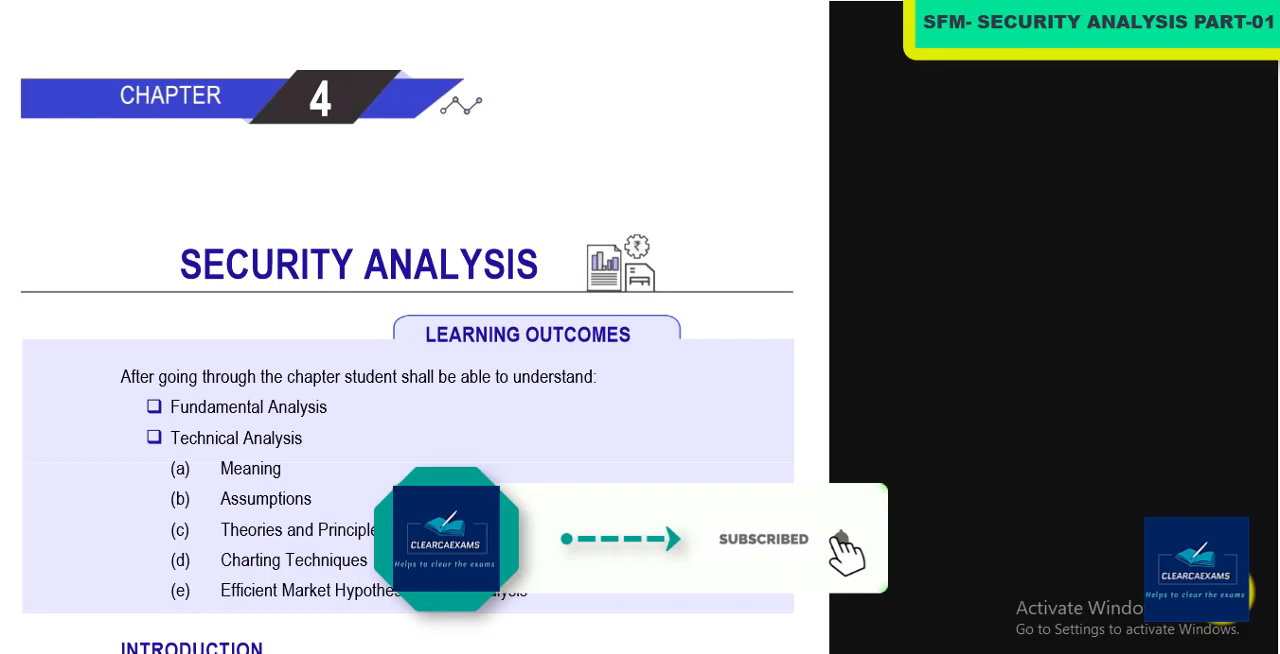 SFM- SECURITY ANALYSIS PART-01
CHAPTER 4
SECURITY ANALYSIS
LEARNING OUTCOMES
After going through the chapter student shall be able to understand:
❑ Fundamental Analysis
❑ Technical Analysis
(a) Meaning
(b) Assumptions
(c) Theories and Principle
(d) Charting Techniques
(e) Efficient Market
INTRODUCTION
CLEARCAEXAMS
Helps to clear the exams
SUBSCRIBED
CLEARCAEXAMS
Helps to clear the exams
Activate
Go to Settings to activate Windows.